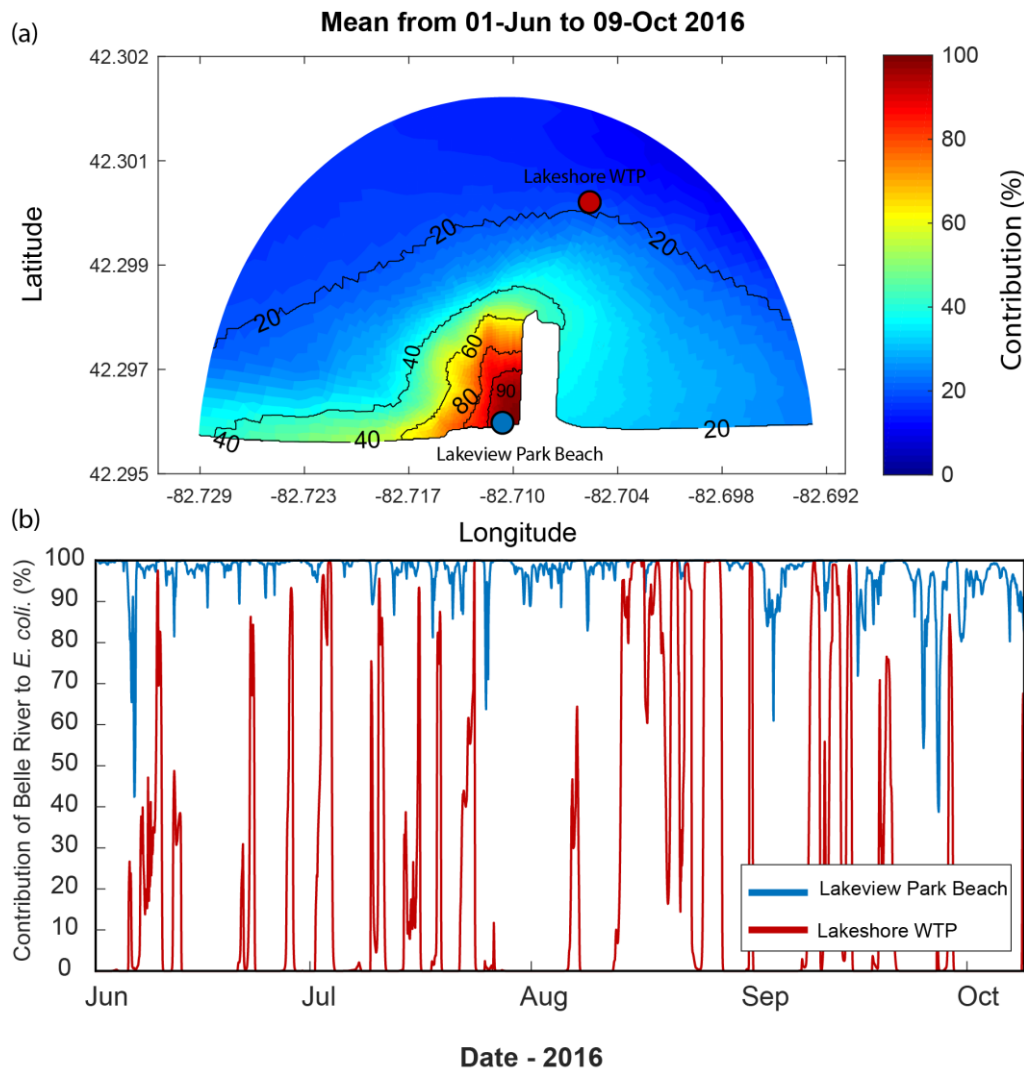 (a)
Mean from 01-Jun to 09-Oct 2016
Latitude
42.302
42.301
42.299
42.297
42.295
Lakeshore WTP
20
20
20
40
60
80
90
40
40
20
Lakeview Park Beach
-82.729 -82.723 -82.717 -82.710 -82.704 -82.698 -82.692
Longitude
100
80
60
40
20
0
Contribution (%)
(b)
Contribution of Belle River to E. coli. (%)
100
90
80
70
60
50
40
30
20
10
0
Lakeview Park Beach
Lakeshore WTP
Jun Jul Aug Sep Oct
Date - 2016